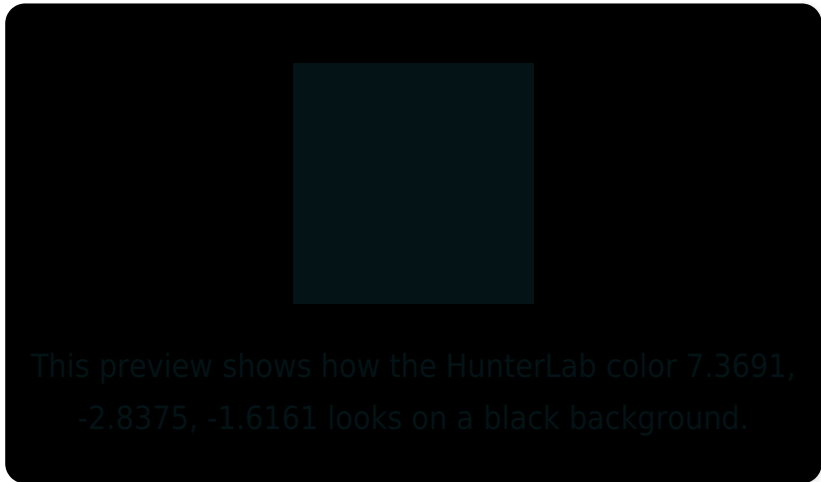 This preview shows how the HunterLab color 7.3691,
-2.8375, -1.6161 looks on a black background.